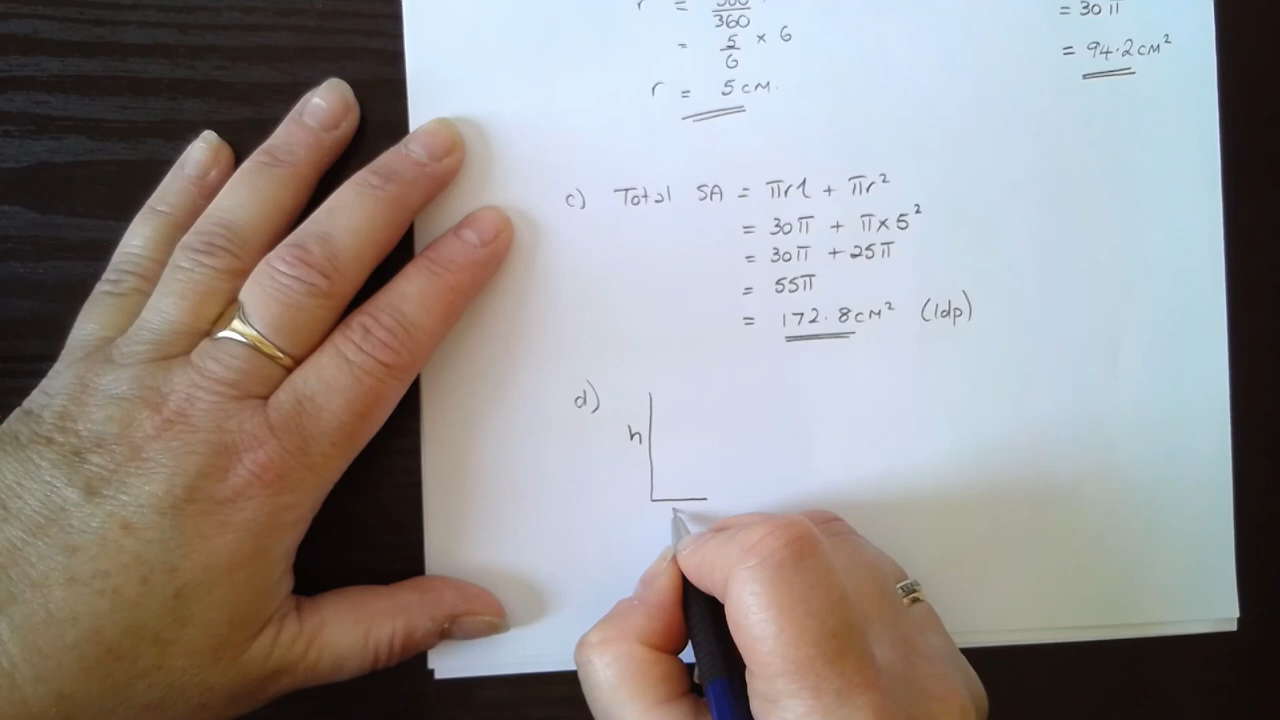 r = 300/360
= 5/6 × 6
r = 5cm.
= 30π
= 94.2cm²
c) Total SA = πrl + πr²
= 30π + π×5²
= 30π + 25π
= 55π
= 172.8cm² (1dp)
d)
h